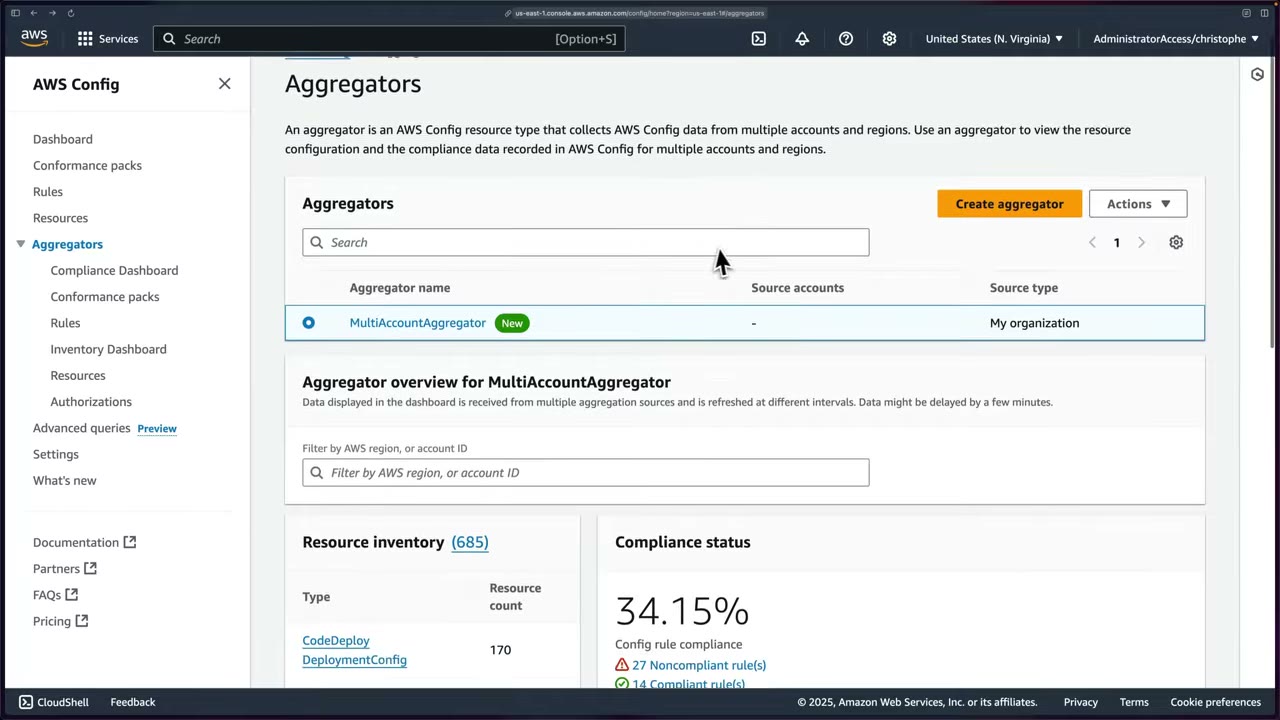 us-east-1.console.aws.amazon.com/config/home?region=us-east-1#/aggregators
aws
Services
Search
[Option+S]
United States (N. Virginia)
AdministratorAccess/christophe
AWS Config
Dashboard
Conformance packs
Rules
Resources
Aggregators
Compliance Dashboard
Conformance packs
Rules
Inventory Dashboard
Resources
Authorizations
Advanced queries Preview
Settings
What's new
Documentation
Partners
FAQs
Pricing
Aggregators
An aggregator is an AWS Config resource type that collects AWS Config data from multiple accounts and regions. Use an aggregator to view the resource
configuration and the compliance data recorded in AWS Config for multiple accounts and regions.
Aggregators
Create aggregator
Actions
Search
1
Aggregator name
Source accounts
Source type
MultiAccountAggregator New
-
My organization
Aggregator overview for MultiAccountAggregator
Data displayed in the dashboard is received from multiple aggregation sources and is refreshed at different intervals. Data might be delayed by a few minutes.
Filter by AWS region, or account ID
Filter by AWS region, or account ID
Resource inventory (685)
Type
Resource
count
CodeDeploy
DeploymentConfig
170
Compliance status
34.15%
Config rule compliance
27 Noncompliant rule(s)
14 Compliant rule(s)
CloudShell
Feedback
© 2025, Amazon Web Services, Inc. or its affiliates.
Privacy
Terms
Cookie preferences